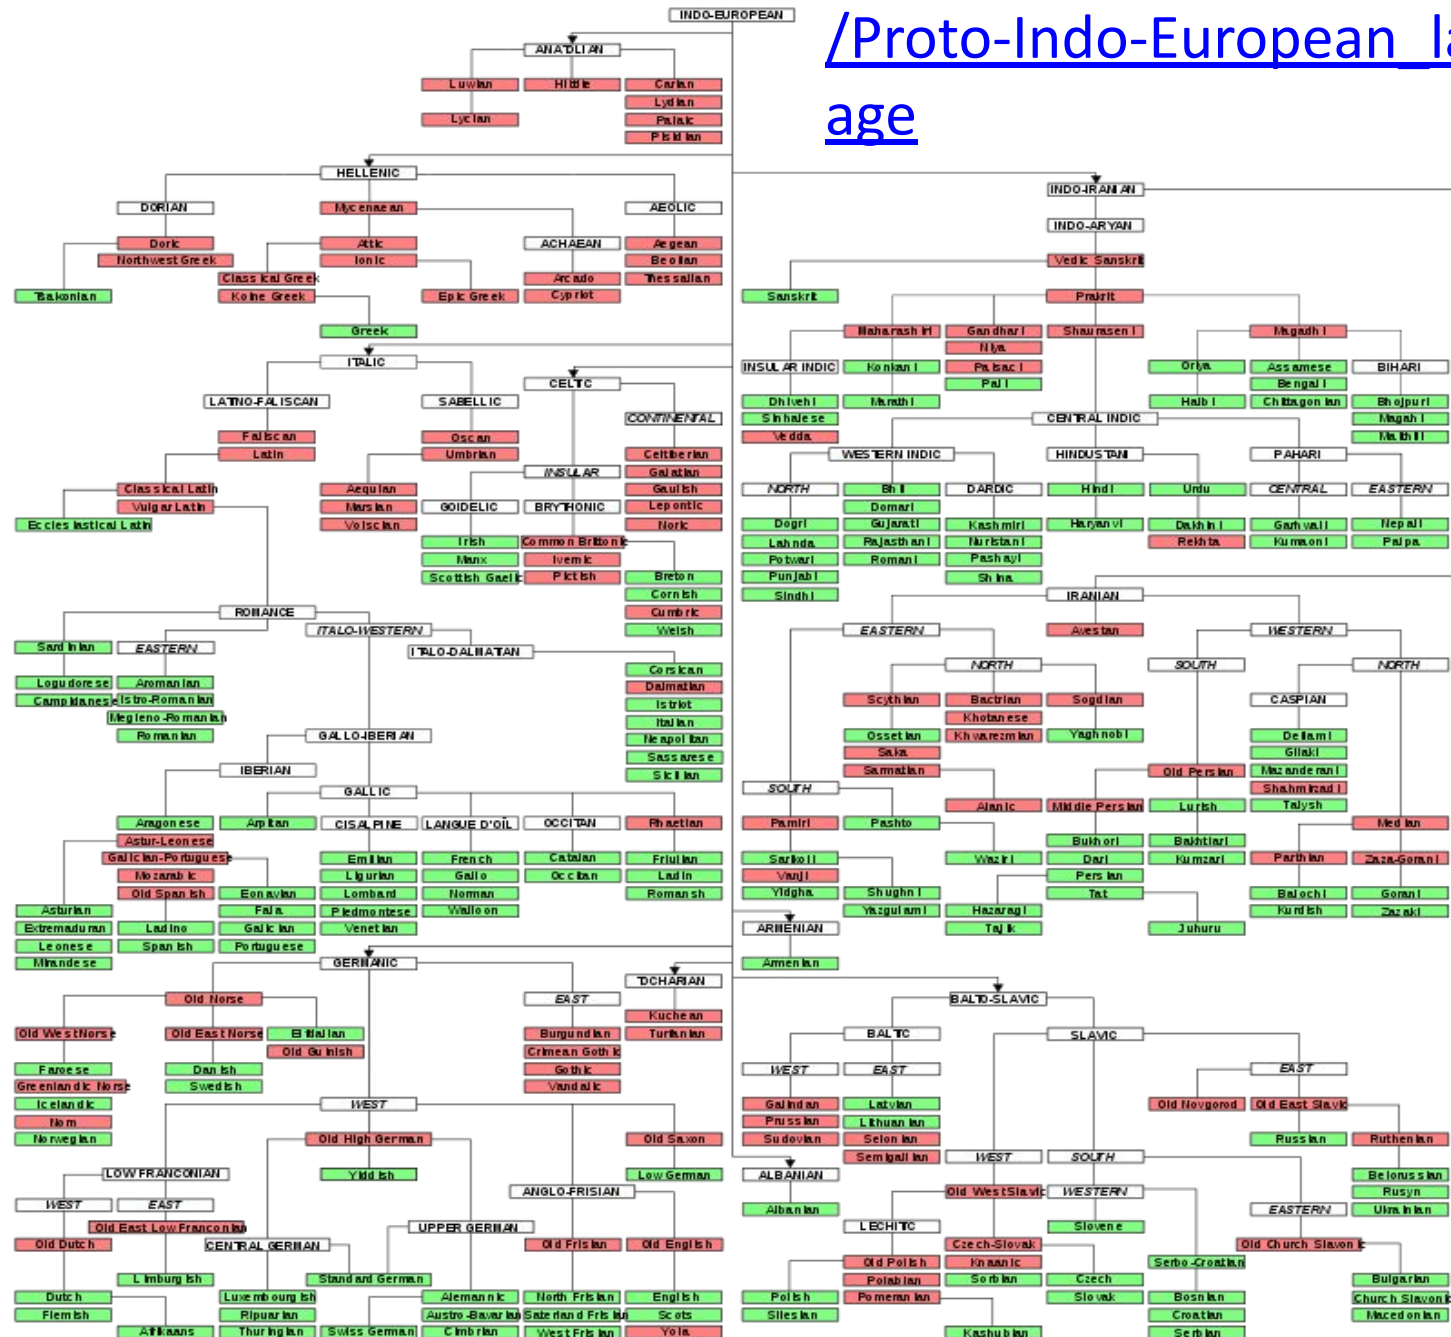 INDO-EUROPEAN
/Proto-Indo-European_la
age
ANATOLIAN
Luwian
Hittite
Carian
Lydian
Lycian
Palaic
Pisidian
HELLENIC
DORIAN
Mycenaean
AEOLIC
Doric
Attic
ACHAEAN
Aegean
Northwest Greek
Ionic
Beotian
Classical Greek
Arcado
Thessalian
Tsakonian
Koine Greek
Epic Greek
Cypriot
Greek
ITALIC
CELTIC
LATINO-FALISCAN
SABELLIC
CONTINENTAL
Faliscan
Oscan
Latin
Umbrian
Celtiberian
INSULAR
Galatian
Classical Latin
Aequian
Gaulish
Vulgar Latin
Marsian
GOIDELIC
BRYTHONIC
Lepontic
Ecclesiastical Latin
Volscian
Noric
Irish
Common Brittonic
Manx
Ivernic
Scottish Gaelic
Pictish
Breton
Cornish
Cumbric
Welsh
ROMANCE
ITALO-WESTERN
Sardinian
EASTERN
ITALO-DALMATIAN
Corsican
Logudorese
Aromanian
Dalmatian
Campidanese
Istro-Romanian
Istriot
Megleno-Romanian
Italian
Romanian
GALLO-IBERIAN
Neapolitan
Sassarese
IBERIAN
Sicilian
GALLIC
Aragonese
Arpitan
CISALPINE
LANGUE D'OÏL
OCCITAN
Rhaetian
Astur-Leonese
Galician-Portuguese
Emilian
French
Catalan
Friulian
Mozarabic
Ligurian
Gallo
Occitan
Ladin
Old Spanish
Eonavian
Lombard
Norman
Romansh
Asturian
Fala
Piedmontese
Walloon
Extremaduran
Ladino
Galician
Venetian
Leonese
Spanish
Portuguese
Mirandese
GERMANIC
TOCHARIAN
Old Norse
EAST
Kuchean
Old West Norse
Old East Norse
Elfdalian
Burgundian
Turfanian
Old Gutnish
Crimean Gothic
Faroese
Danish
Gothic
Greenlandic Norse
Swedish
Vandalic
Icelandic
WEST
Norn
Norwegian
Old High German
Old Saxon
LOW FRANCONIAN
Yiddish
Low German
WEST
EAST
ANGLO-FRISIAN
Old East Low Franconian
UPPER GERMAN
Old Dutch
CENTRAL GERMAN
Old Frisian
Old English
Limburgish
Standard German
Dutch
Luxembourgish
Alemannic
North Frisian
English
Flemish
Ripuarian
Austro-Bavarian
Saterland Frisian
Scots
Afrikaans
Thuringian
Swiss German
Cimbrian
West Frisian
Yola
INDO-IRANIAN
INDO-ARYAN
Vedic Sanskrit
Sanskrit
Prakrit
Maharashtri
Gandhari
Shauraseni
Magadhi
Niya
INSULAR INDIC
Konkani
Paisaci
Oriya
Assamese
BIHARI
Pali
Bengali
Dhivehi
Marathi
Halbi
Chittagonian
Bhojpuri
Sinhalese
CENTRAL INDIC
Magahi
Vedda
Maithili
WESTERN INDIC
HINDUSTANI
PAHARI
NORTH
Bhil
DARDIC
Hindi
Urdu
CENTRAL
EASTERN
Domari
Dogri
Gujarati
Kashmiri
Haryanvi
Dakhini
Garhwali
Nepali
Lahnda
Rajasthani
Nuristani
Rekhta
Kumaoni
Palpa
Potwari
Romani
Pashayi
Punjabi
Shina
Sindhi
IRANIAN
EASTERN
Avestan
WESTERN
NORTH
SOUTH
NORTH
Scythian
Bactrian
Sogdian
CASPIAN
Khotanese
Ossetian
Khwarezmian
Yaghnobi
Deilami
Saka
Gilaki
Sarmatian
Old Persian
Mazanderani
SOUTH
Shahmirzadi
Alanic
Middle Persian
Lurish
Talysh
Pamiri
Pashto
Median
Bukhori
Bakhtiari
Sarikoli
Waziri
Dari
Kumzari
Parthian
Zaza-Gorani
Vanji
Persian
Yidgha
Shughni
Tat
Balochi
Gorani
Yazgulami
Hazaragi
Kurdish
Zazaki
ARMENIAN
Tajik
Juhuru
Armenian
BALTO-SLAVIC
BALTIC
SLAVIC
WEST
EAST
EAST
Galindan
Latvian
Old Novgorod
Old East Slavic
Prussian
Lithuanian
Sudovian
Selonian
Russian
Ruthenian
Semigallian
WEST
SOUTH
ALBANIAN
Belorussian
Old West Slavic
WESTERN
Rusyn
Albanian
EASTERN
Ukrainian
LECHITIC
Slovene
Czech-Slovak
Old Church Slavonic
Old Polish
Knaanic
Serbo-Croatian
Polabian
Sorbian
Czech
Bulgarian
Polish
Pomeranian
Slovak
Bosnian
Church Slavonic
Silesian
Croatian
Macedonian
Kashubian
Serbian